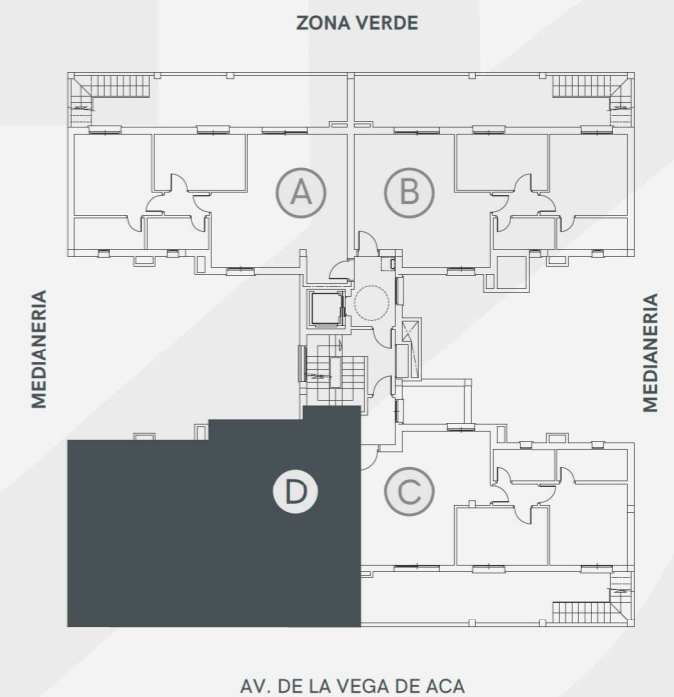 ZONA VERDE
A
B
MEDIANERIA
MEDIANERIA
D
C
AV. DE LA VEGA DE ACA